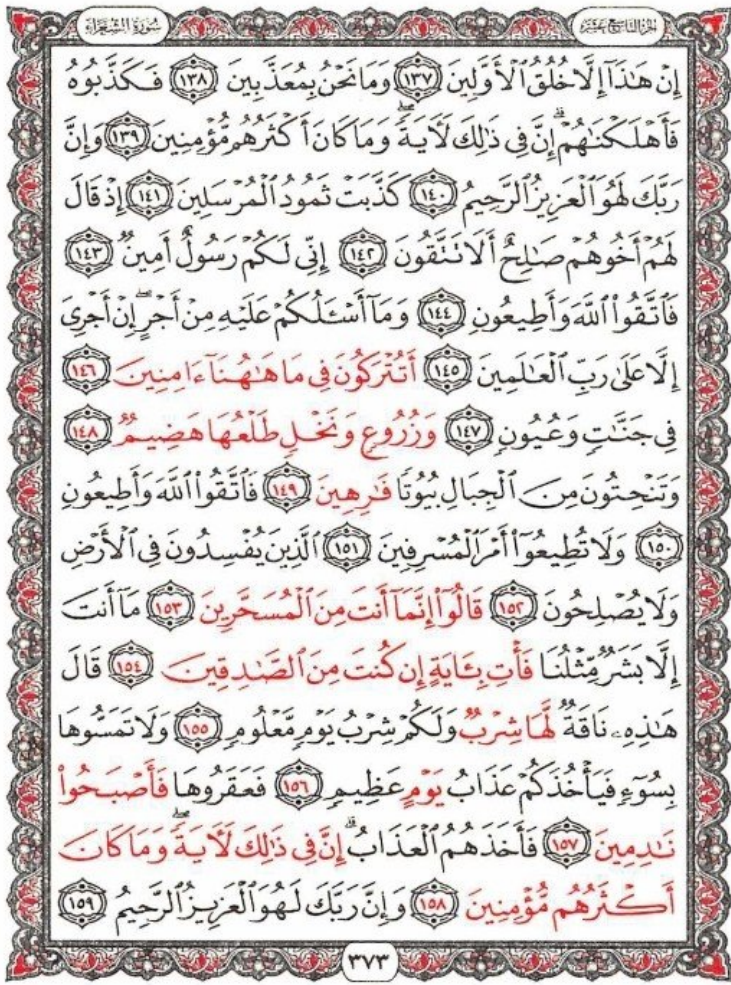 الجزء التاسع عشر
سورة الشعراء
إِنْ هَٰذَآ إِلَّا خُلُقُ ٱلْأَوَّلِينَ ١٣٧ وَمَا نَحْنُ بِمُعَذَّبِينَ ١٣٨ فَكَذَّبُوهُ
فَأَهْلَكْنَٰهُمْ ۗ إِنَّ فِى ذَٰلِكَ لَءَايَةً ۖ وَمَا كَانَ أَكْثَرُهُم مُّؤْمِنِينَ ١٣٩ وَإِنَّ
رَبَّكَ لَهُوَ ٱلْعَزِيزُ ٱلرَّحِيمُ ١٤٠ كَذَّبَتْ ثَمُودُ ٱلْمُرْسَلِينَ ١٤١ إِذْ قَالَ
لَهُمْ أَخُوهُمْ صَٰلِحٌ أَلَا تَتَّقُونَ ١٤٢ إِنِّى لَكُمْ رَسُولٌ أَمِينٌ ١٤٣
فَٱتَّقُوا۟ ٱللَّهَ وَأَطِيعُونِ ١٤٤ وَمَآ أَسْـَٔلُكُمْ عَلَيْهِ مِنْ أَجْرٍ ۖ إِنْ أَجْرِىَ
إِلَّا عَلَىٰ رَبِّ ٱلْعَٰلَمِينَ ١٤٥ أَتُتْرَكُونَ فِى مَا هَٰهُنَآ ءَامِنِينَ ١٤٦
فِى جَنَّٰتٍ وَعُيُونٍ ١٤٧ وَزُرُوعٍ وَنَخْلٍ طَلْعُهَا هَضِيمٌ ١٤٨
وَتَنْحِتُونَ مِنَ ٱلْجِبَالِ بُيُوتًا فَٰرِهِينَ ١٤٩ فَٱتَّقُوا۟ ٱللَّهَ وَأَطِيعُونِ
١٥٠ وَلَا تُطِيعُوٓا۟ أَمْرَ ٱلْمُسْرِفِينَ ١٥١ ٱلَّذِينَ يُفْسِدُونَ فِى ٱلْأَرْضِ
وَلَا يُصْلِحُونَ ١٥٢ قَالُوٓا۟ إِنَّمَآ أَنتَ مِنَ ٱلْمُسَحَّرِينَ ١٥٣ مَآ أَنتَ
إِلَّا بَشَرٌ مِّثْلُنَا فَأْتِ بِـَٔايَةٍ إِن كُنتَ مِنَ ٱلصَّٰدِقِينَ ١٥٤ قَالَ
هَٰذِهِۦ نَاقَةٌ لَّهَا شِرْبٌ وَلَكُمْ شِرْبُ يَوْمٍ مَّعْلُومٍ ١٥٥ وَلَا تَمَسُّوهَا
بِسُوٓءٍ فَيَأْخُذَكُمْ عَذَابُ يَوْمٍ عَظِيمٍ ١٥٦ فَعَقَرُوهَا فَأَصْبَحُوا۟
نَٰدِمِينَ ١٥٧ فَأَخَذَهُمُ ٱلْعَذَابُ ۗ إِنَّ فِى ذَٰلِكَ لَءَايَةً ۖ وَمَا كَانَ
أَكْثَرُهُم مُّؤْمِنِينَ ١٥٨ وَإِنَّ رَبَّكَ لَهُوَ ٱلْعَزِيزُ ٱلرَّحِيمُ ١٥٩
٣٧٣